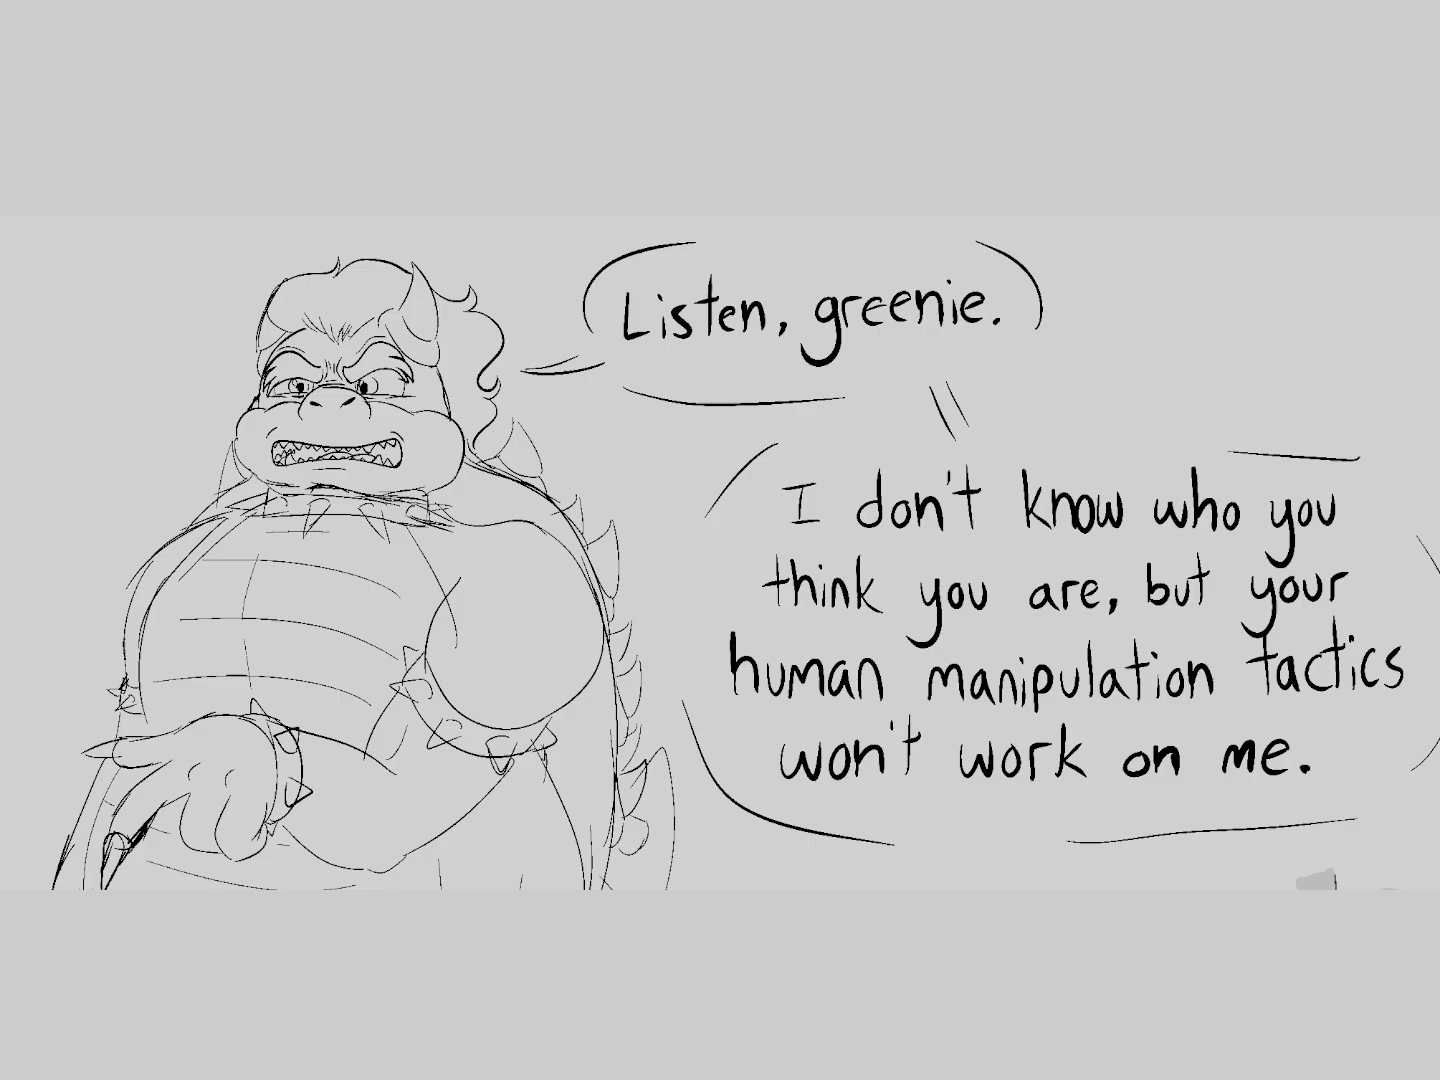 Listen, greenie.
I don't know who you
think you are, but your
human manipulation tactics
won't work on me.